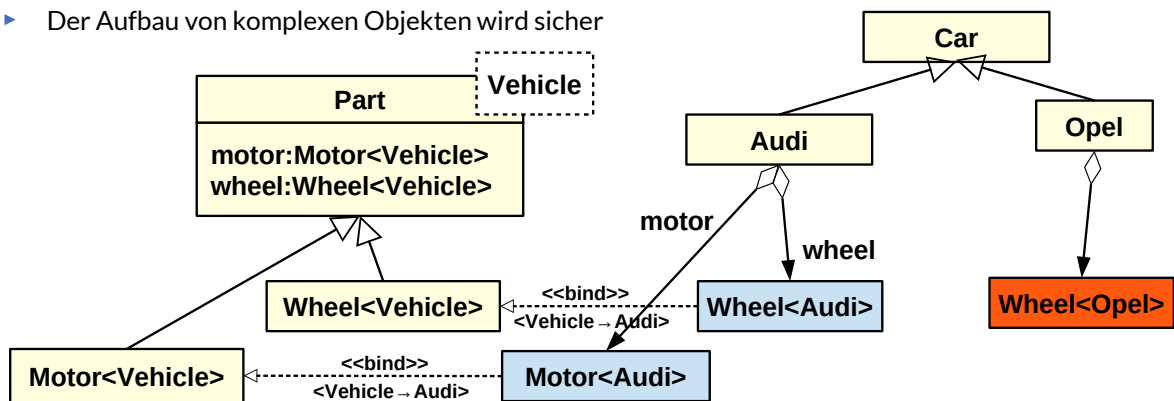 ► Der Aufbau von komplexen Objekten wird sicher
Car
Vehicle
Part
motor:Motor<Vehicle>
wheel:Wheel<Vehicle>
Audi
Opel
motor
wheel
Wheel<Vehicle>
<<bind>>
<Vehicle→Audi>
Wheel<Audi>
Wheel<Opel>
Motor<Vehicle>
<<bind>>
<Vehicle→Audi>
Motor<Audi>